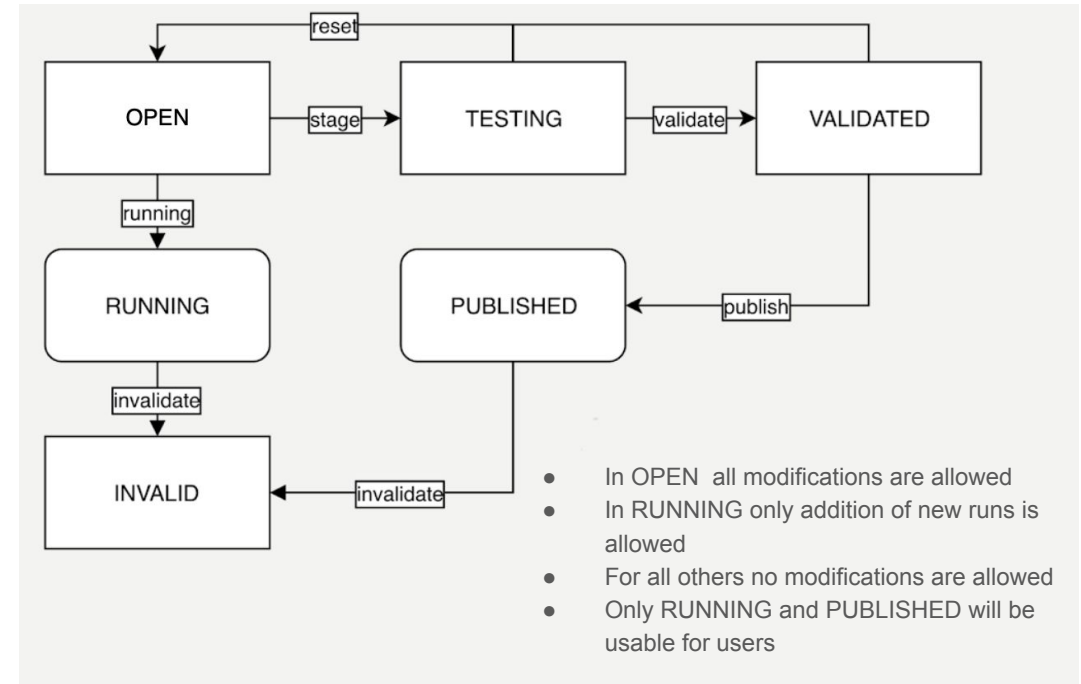 reset
OPEN
stage
TESTING
validate
VALIDATED
running
RUNNING
PUBLISHED
publish
invalidate
INVALID
invalidate
● In OPEN  all modifications are allowed
● In RUNNING only addition of new runs is
allowed
● For all others no modifications are allowed
● Only RUNNING and PUBLISHED will be
usable for users